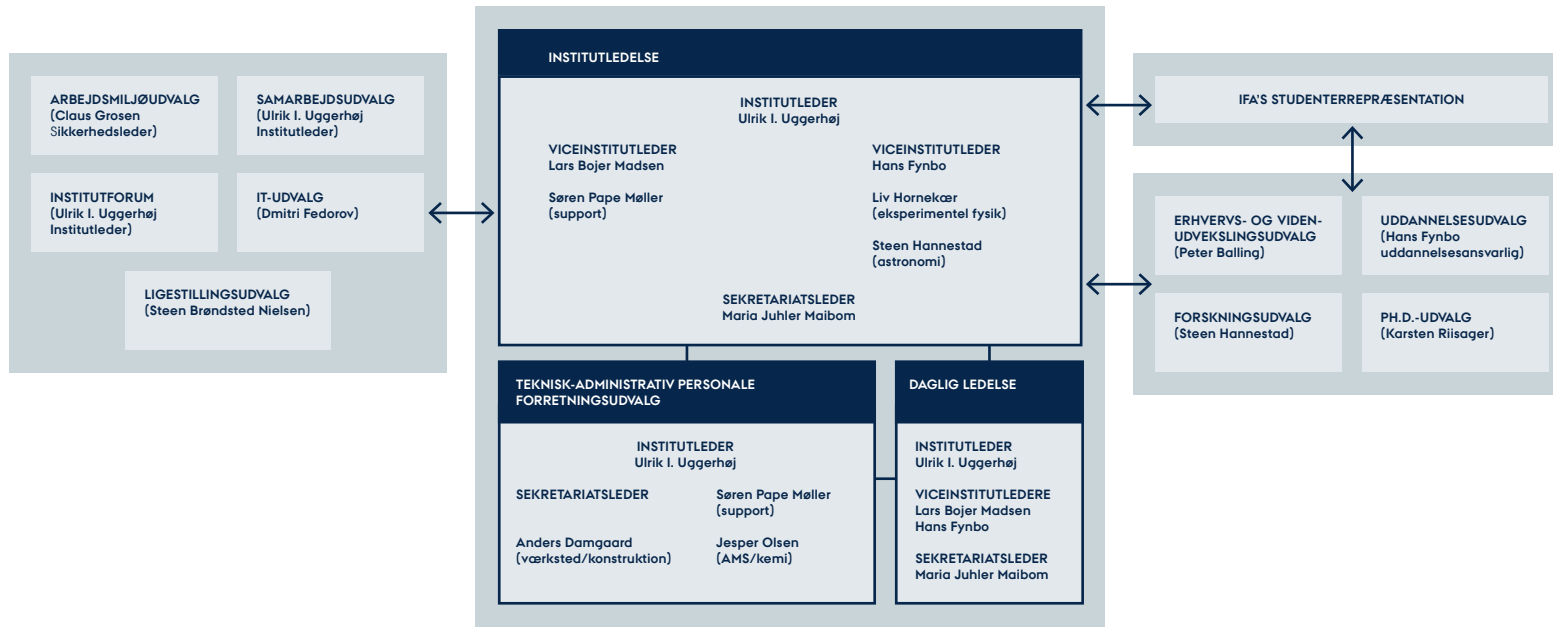 ARBEJDSMILJØUDVALG
(Claus Grosen
Sikkerhedsleder)
SAMARBEJDSUDVALG
(Ulrik I. Uggerhøj
Institutleder)
INSTITUTFORUM
(Ulrik I. Uggerhøj
Institutleder)
IT-UDVALG
(Dmitri Fedorov)
LIGESTILLINGSUDVALG
(Steen Brøndsted Nielsen)
INSTITUTLEDELSE
INSTITUTLEDER
Ulrik I. Uggerhøj
VICEINSTITUTLEDER
Lars Bojer Madsen
Søren Pape Møller
(support)
VICEINSTITUTLEDER
Hans Fynbo
Liv Hornekær
(eksperimentel fysik)
Steen Hannestad
(astronomi)
SEKRETARIATSLEDER
Maria Juhler Maibom
TEKNISK-ADMINISTRATIV PERSONALE
FORRETNINGSUDVALG
INSTITUTLEDER
Ulrik I. Uggerhøj
SEKRETARIATSLEDER
Søren Pape Møller
(support)
Anders Damgaard
(værksted/konstruktion)
Jesper Olsen
(AMS/kemi)
DAGLIG LEDELSE
INSTITUTLEDER
Ulrik I. Uggerhøj
VICEINSTITUTLEDERE
Lars Bojer Madsen
Hans Fynbo
SEKRETARIATSLEDER
Maria Juhler Maibom
IFA'S STUDENTERREPRÆSENTATION
ERHVERVS- OG VIDEN-
UDVEKSLINGSUDVALG
(Peter Balling)
UDDANNELSESUDVALG
(Hans Fynbo
uddannelsesansvarlig)
FORSKNINGSUDVALG
(Steen Hannestad)
PH.D.-UDVALG
(Karsten Riisager)